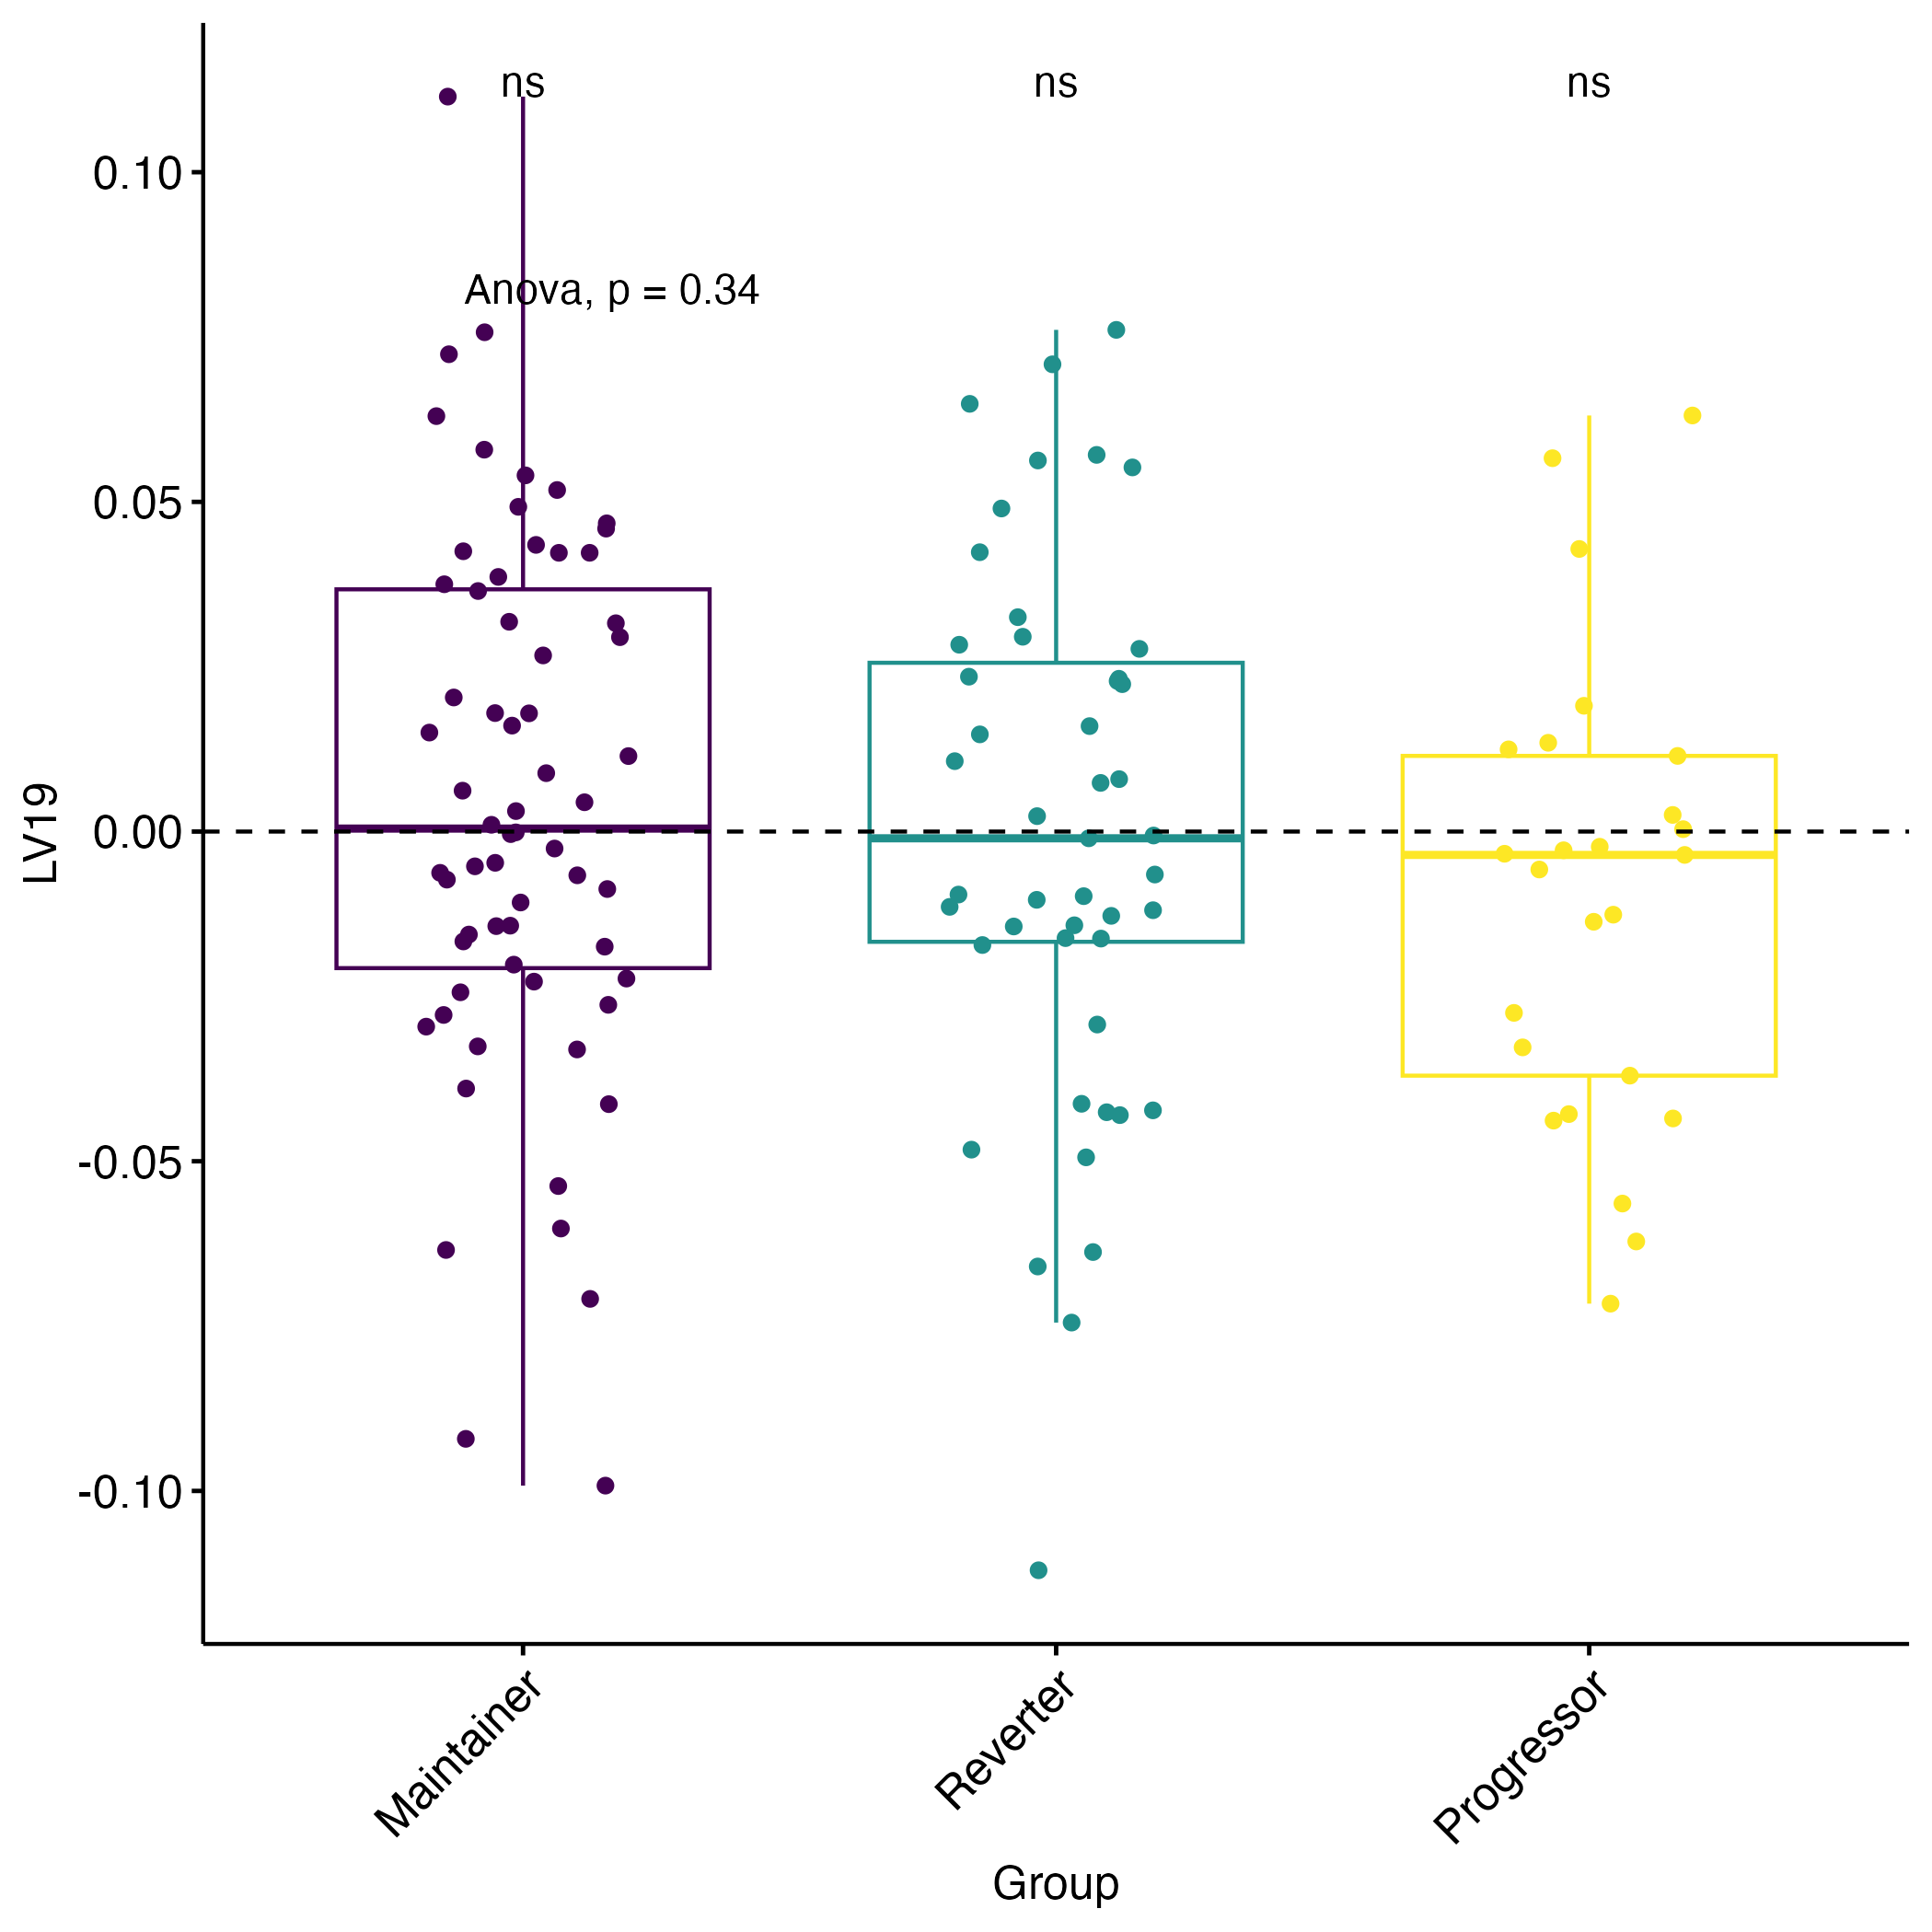 ns ns ns
Anova, p = 0.34
0.10
0.05
0.00
-0.05
-0.10
LV19
Maintainer Reverter Progressor
Group